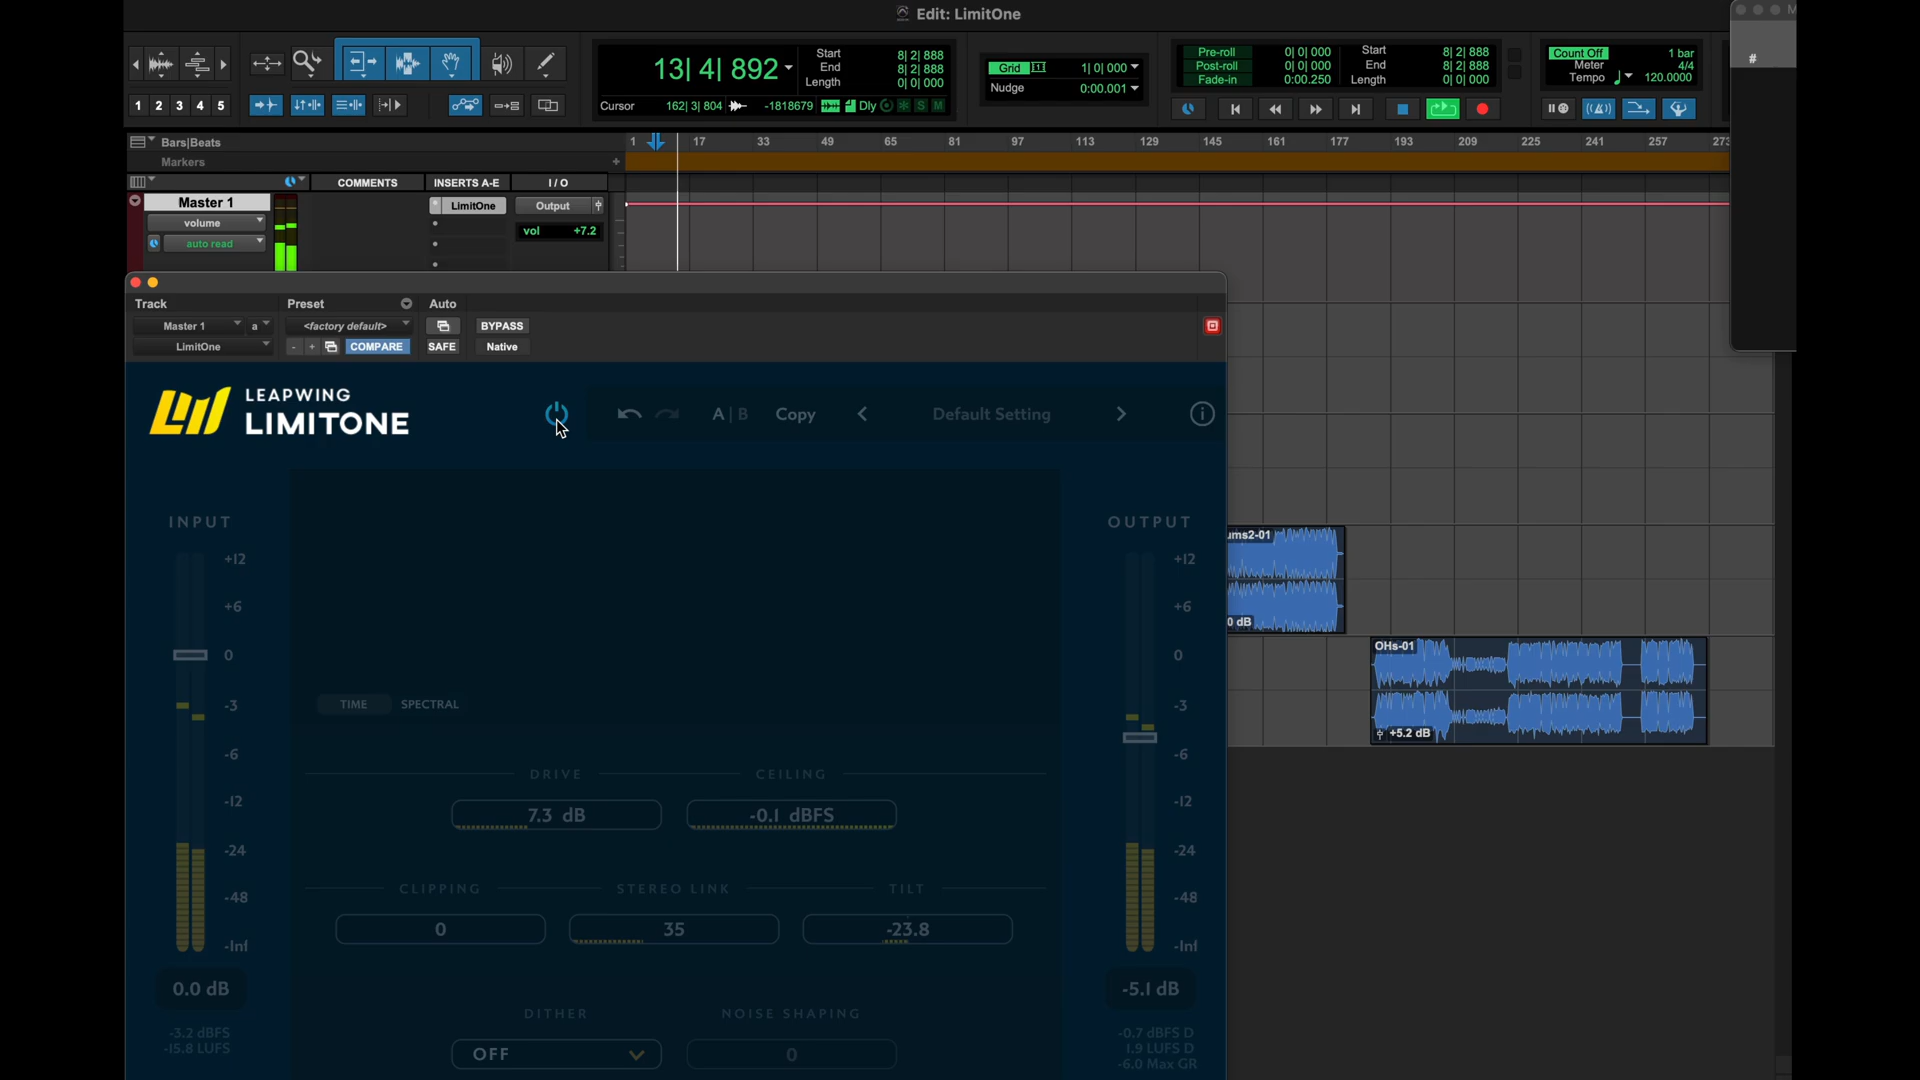 Edit: LimitOne
M
#
13| 4| 892
Start 8| 2| 888
End 8| 2| 888
Length 0| 0| 000
Cursor 162| 3| 804 -1818679 Dly S M
Grid 1| 0| 000
Nudge 0:00.001
Pre-roll 0| 0| 000
Post-roll 0| 0| 000
Fade-in 0:00.250
Start 8| 2| 888
End 8| 2| 888
Length 0| 0| 000
Count Off 1 bar
Meter 4/4
Tempo 120.0000
1 2 3 4 5
Bars|Beats
1 17 33 49 65 81 97 113 129 145 161 177 193 209 225 241 257 273
Markers
COMMENTS INSERTS A-E I / O
Master 1 LimitOne Output
volume vol +7.2
auto read
Track Preset Auto
Master 1 a <factory default> BYPASS
LimitOne - + COMPARE SAFE Native
LEAPWING
LIMITONE
A|B Copy Default Setting
INPUT OUTPUT
+12 +12
+6 +6
0 0
-3 -3
-6 -6
-12 -12
-24 -24
-48 -48
-Inf -Inf
TIME SPECTRAL
DRIVE CEILING
7.3 dB -0.1 dBFS
CLIPPING STEREO LINK TILT
0 35 -23.8
0.0 dB -5.1 dB
DITHER NOISE SHAPING
OFF 0
-3.2 dBFS
-15.8 LUFS
-0.7 dBFS D
1.9 LUFS D
-6.0 Max GR
ums2-01
0 dB
OHs-01
+5.2 dB